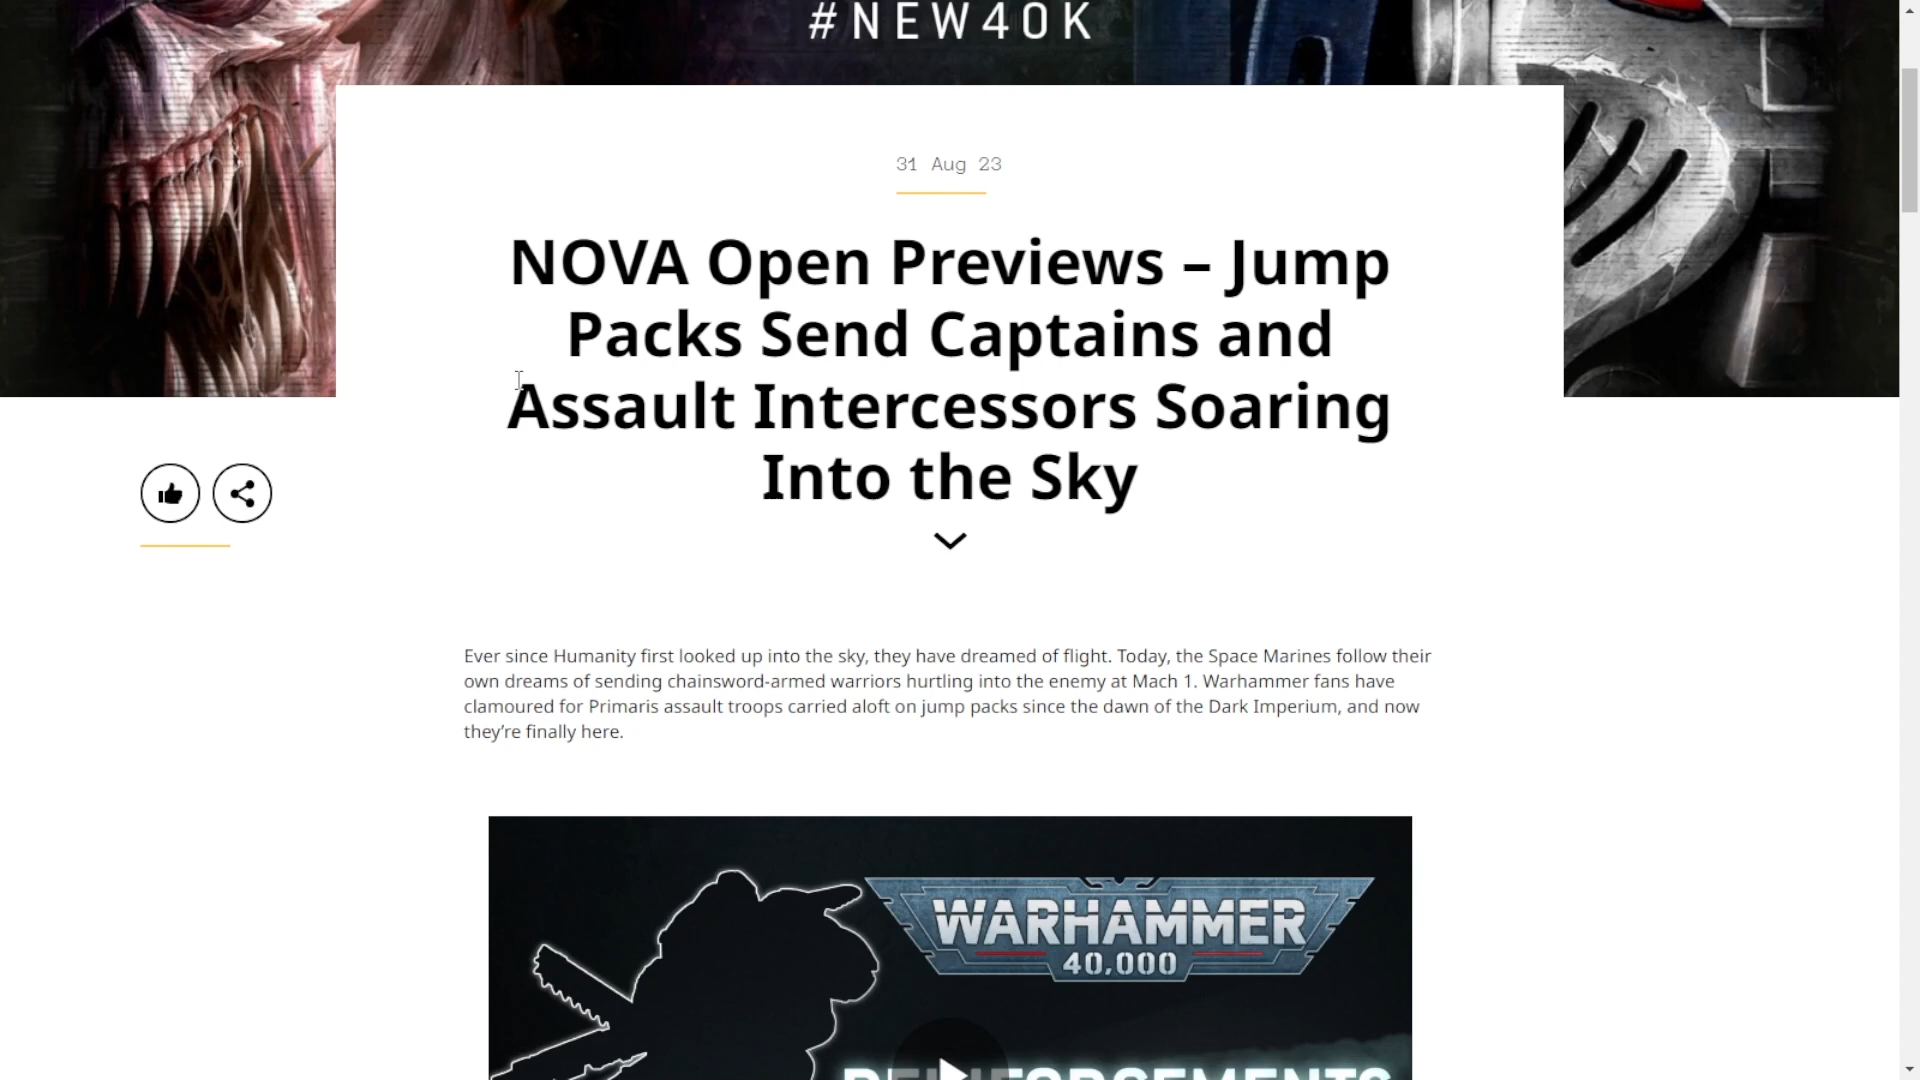 #NEW40K
31 Aug 23
NOVA Open Previews – Jump
Packs Send Captains and
Assault Intercessors Soaring
Into the Sky
Ever since Humanity first looked up into the sky, they have dreamed of flight. Today, the Space Marines follow their
own dreams of sending chainsword-armed warriors hurtling into the enemy at Mach 1. Warhammer fans have
clamoured for Primaris assault troops carried aloft on jump packs since the dawn of the Dark Imperium, and now
they’re finally here.
WARHAMMER
40,000